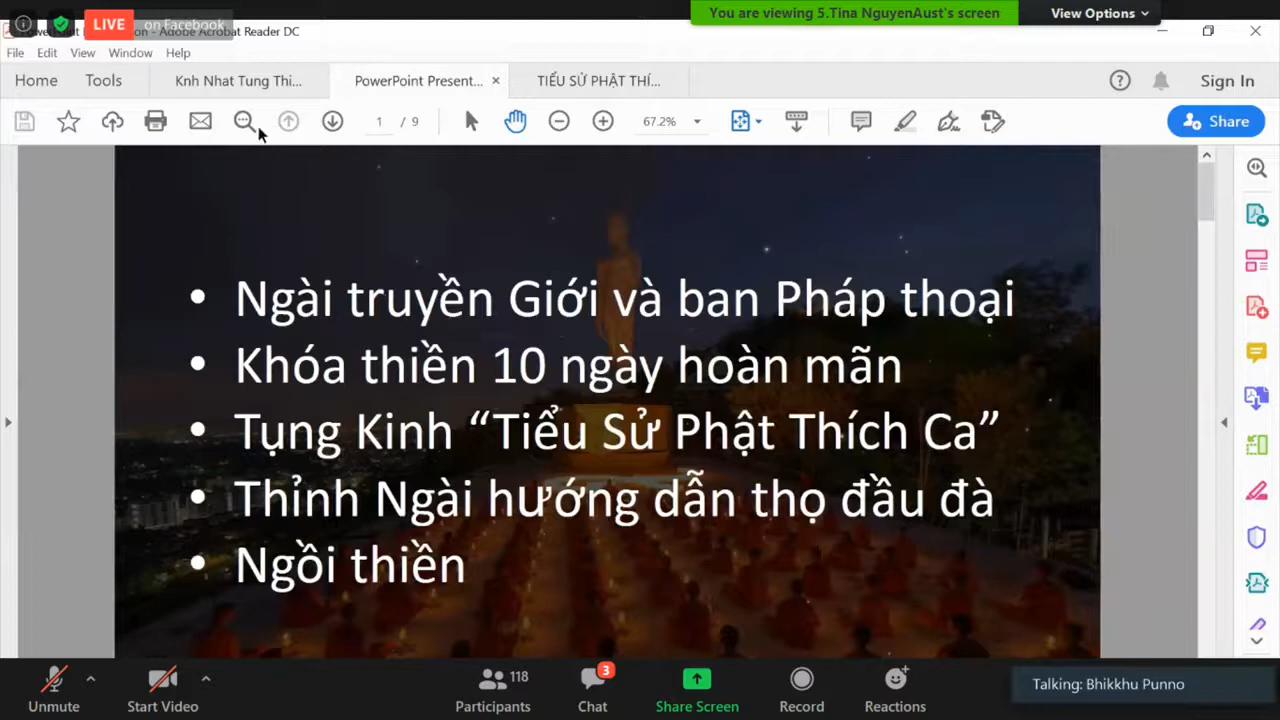 LIVE on Facebook
You are viewing 5.Tina NguyenAust's screen
View Options
on - Adobe Acrobat Reader DC
File Edit View Window Help
Home Tools Knh Nhat Tung Thi... PowerPoint Present... TIỂU SỬ PHẬT THÍ... Sign In
1 / 9 67.2% Share
• Ngài truyền Giới và ban Pháp thoại
• Khóa thiền 10 ngày hoàn mãn
• Tụng Kinh “Tiểu Sử Phật Thích Ca”
• Thỉnh Ngài hướng dẫn thọ đầu đà
• Ngồi thiền
118 3 Talking: Bhikkhu Punno
Unmute Start Video Participants Chat Share Screen Record Reactions